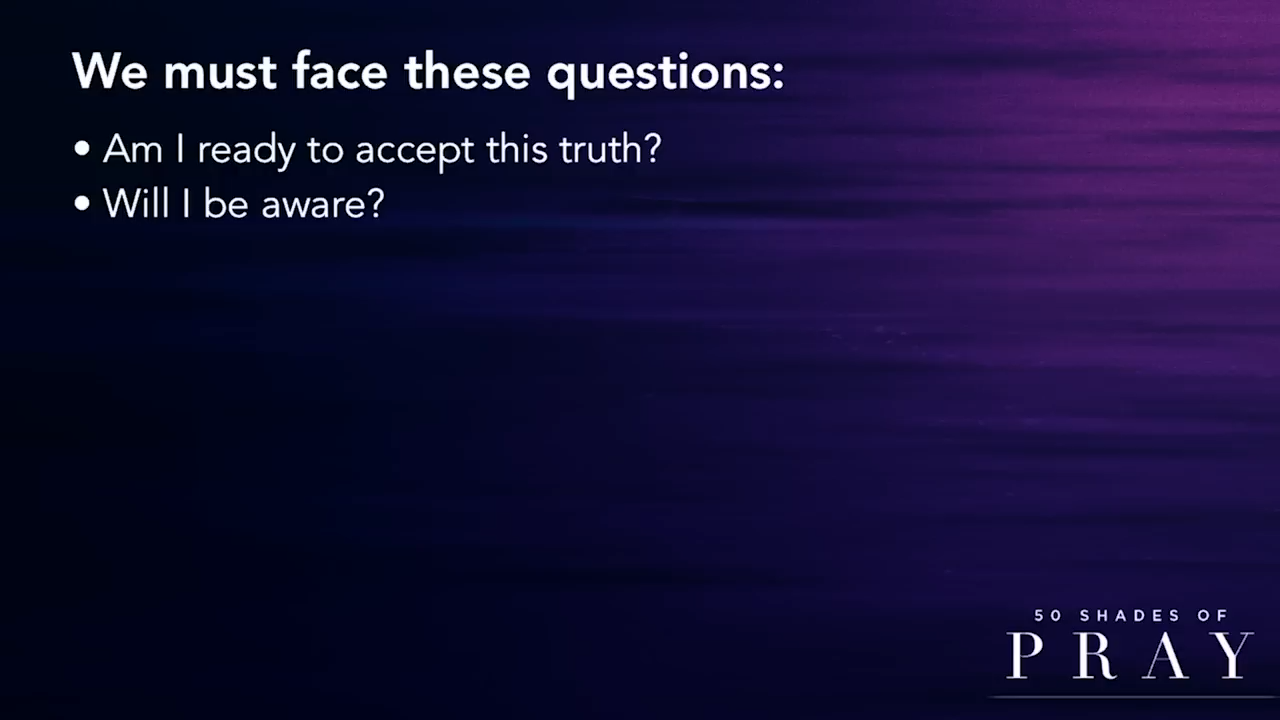 We must face these questions:
• Am I ready to accept this truth?
• Will I be aware?
50 SHADES OF
PRAY